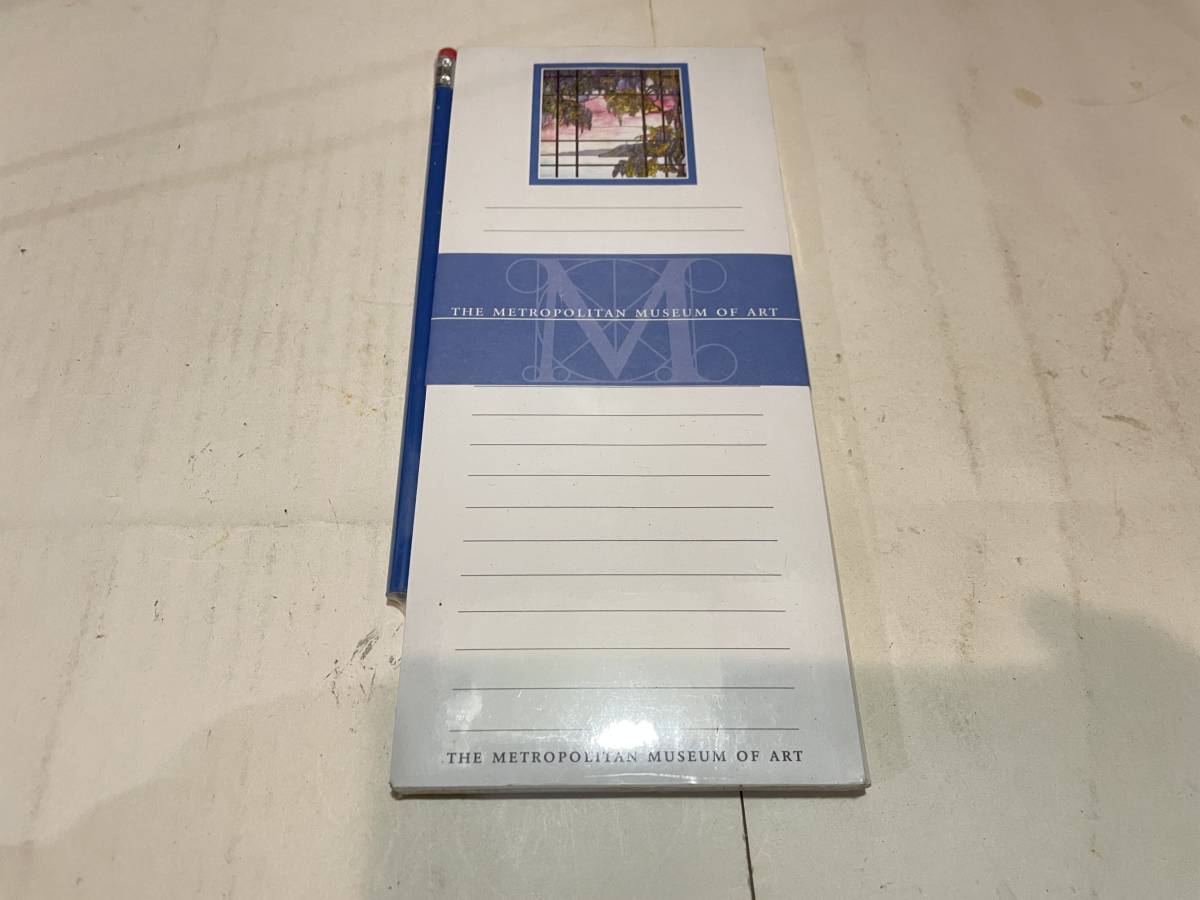 THE METROPOLITAN MUSEUM OF ART
M
THE METROPOLITAN MUSEUM OF ART